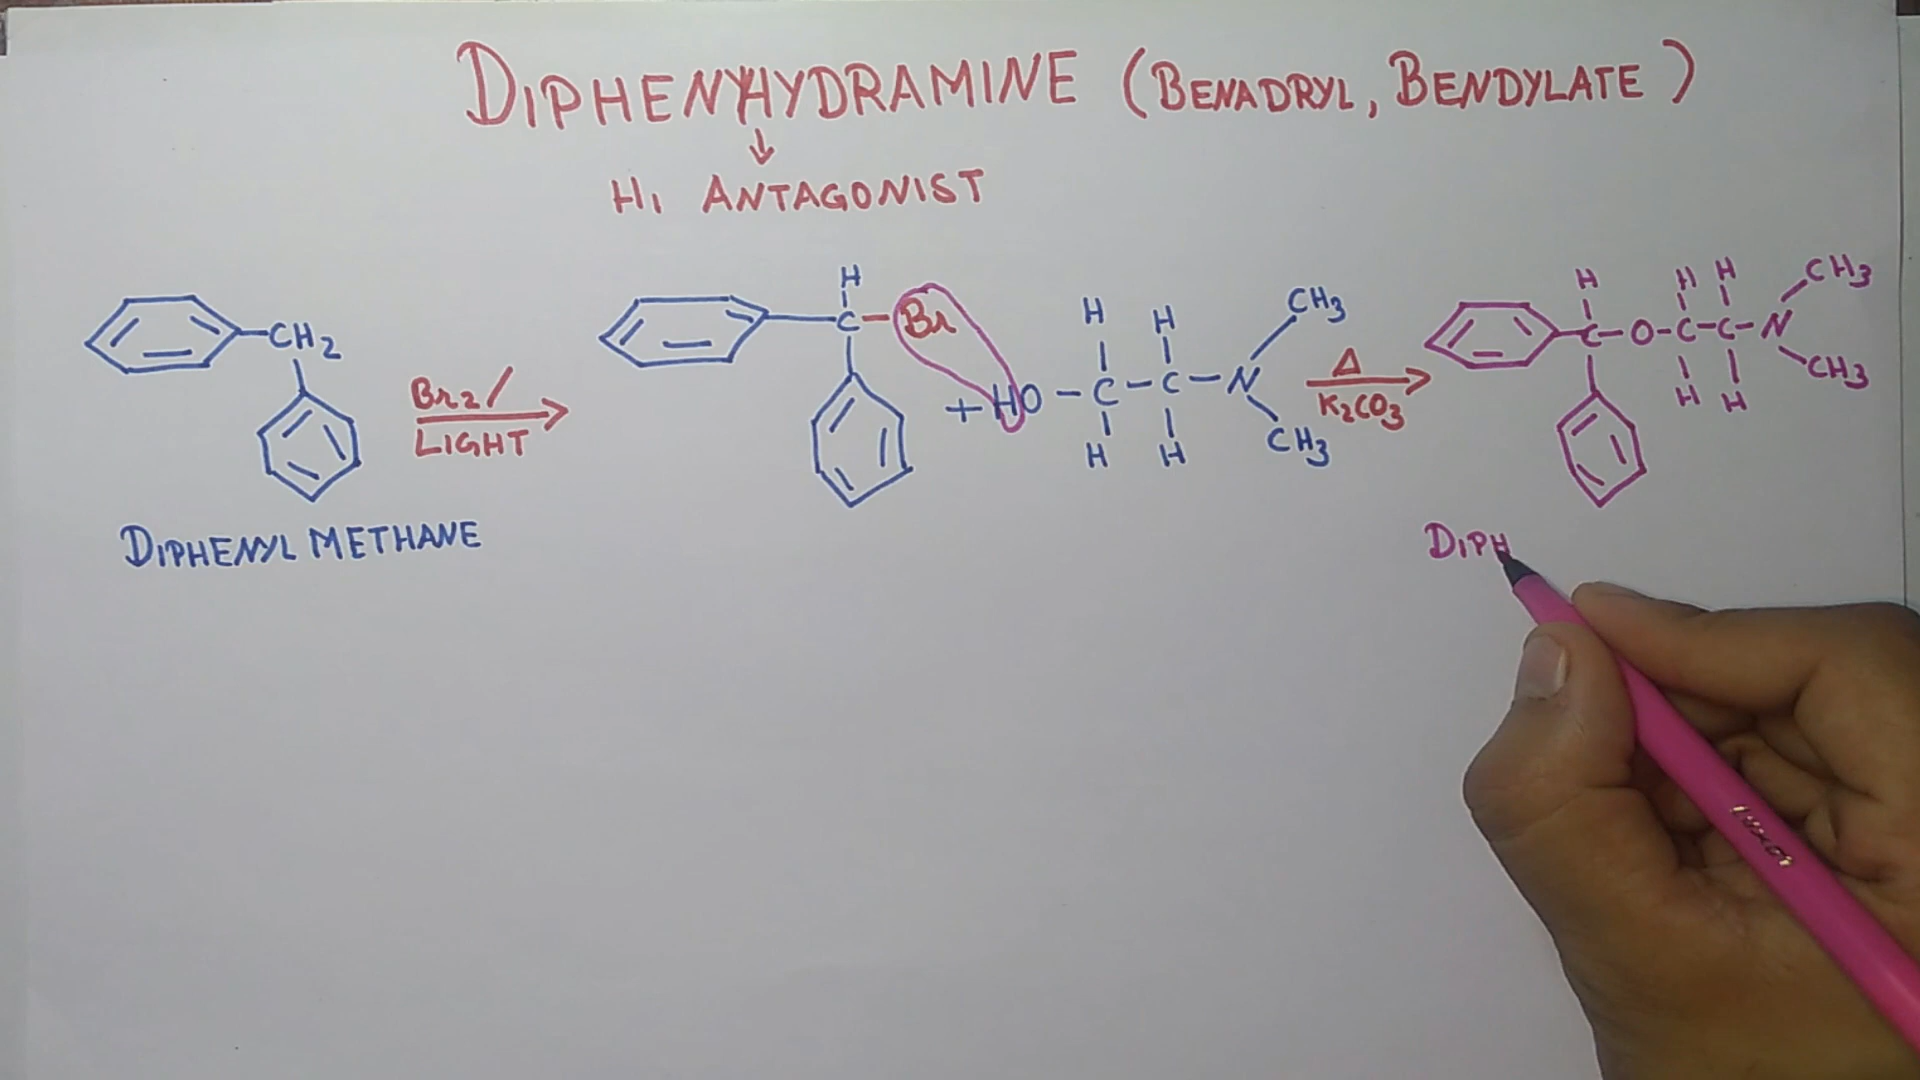 DIPHENYHYDRAMINE (BENADRYL, BENDYLATE)
↓
H1 ANTAGONIST
CH2
Br2/
LIGHT
H
C-Br
+ HO-C-C-N
H H
H H
CH3
CH3
Δ
K2CO3
H H H
C-O-C-C-N
H H
CH3
CH3
DIPHENYL METHANE
DIPH